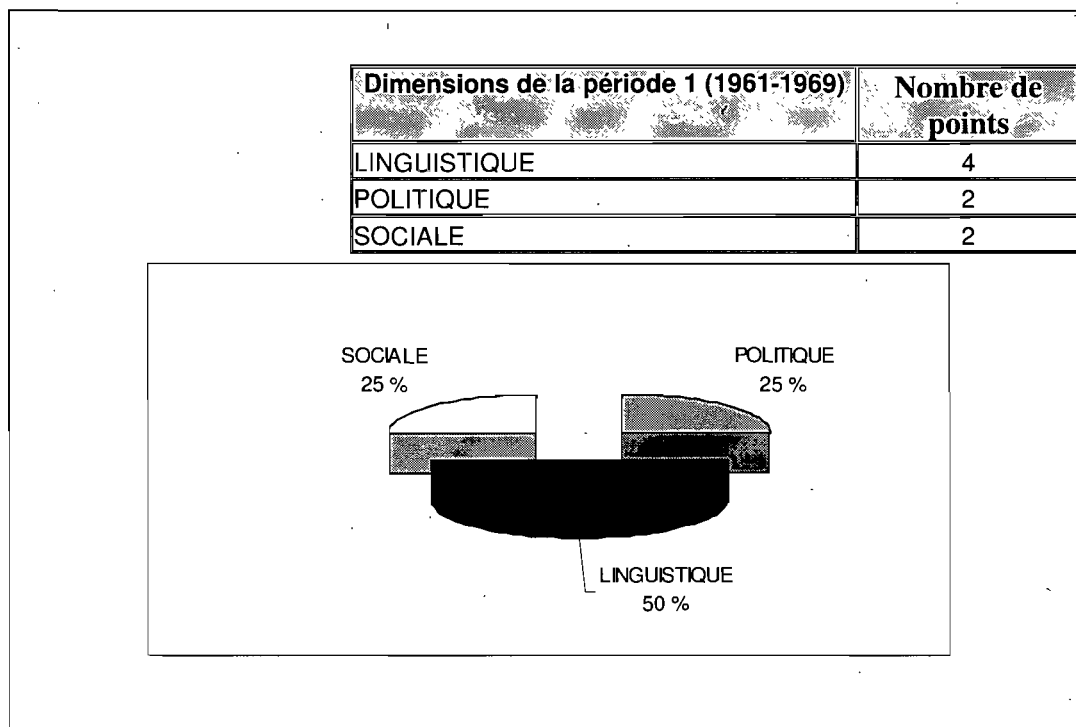 Dimensions de la période 1 (1961-1969) Nombre de
points
LINGUISTIQUE 4
POLITIQUE 2
SOCIALE 2
SOCIALE POLITIQUE
25 % 25 %
LINGUISTIQUE
50 %